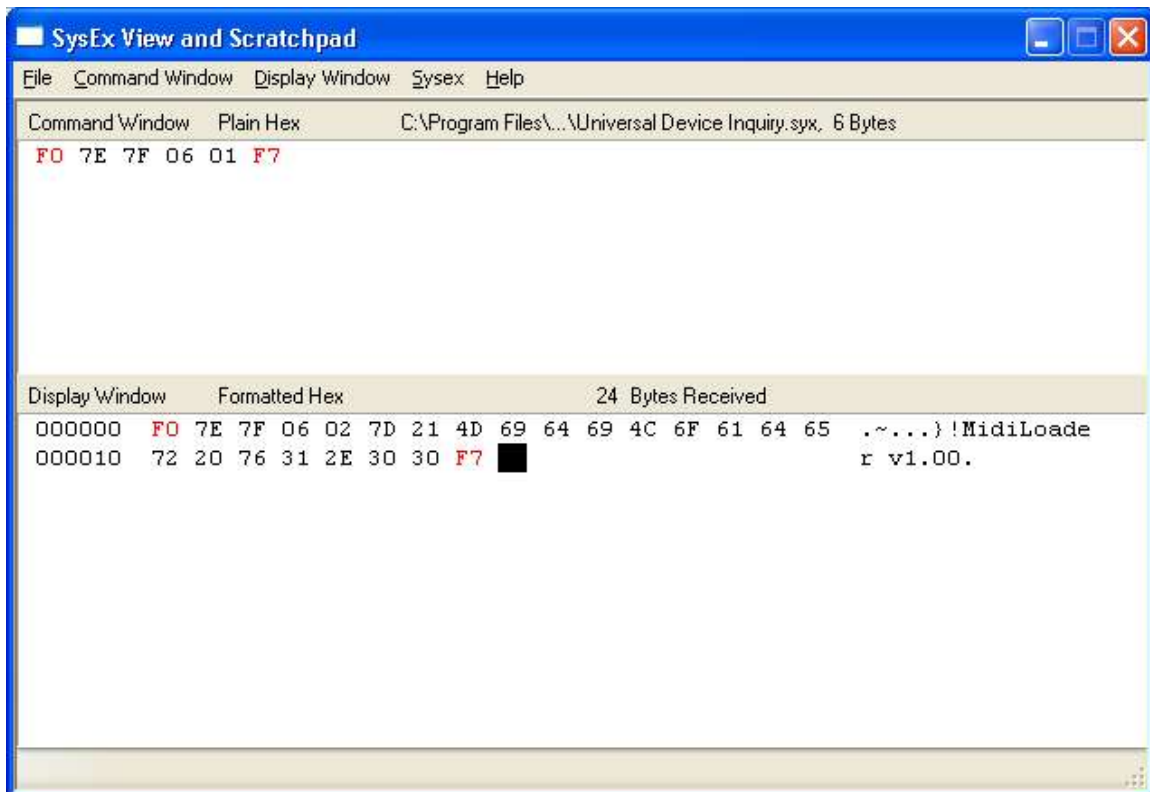 SysEx View and Scratchpad
File Command Window Display Window Sysex Help
Command Window Plain Hex C:\Program Files\...\Universal Device Inquiry.syx, 6 Bytes
F0 7E 7F 06 01 F7
Display Window Formatted Hex 24 Bytes Received
000000 F0 7E 7F 06 02 7D 21 4D 69 64 69 4C 6F 61 64 65 .~...}!MidiLoade
000010 72 20 76 31 2E 30 30 F7 r v1.00.